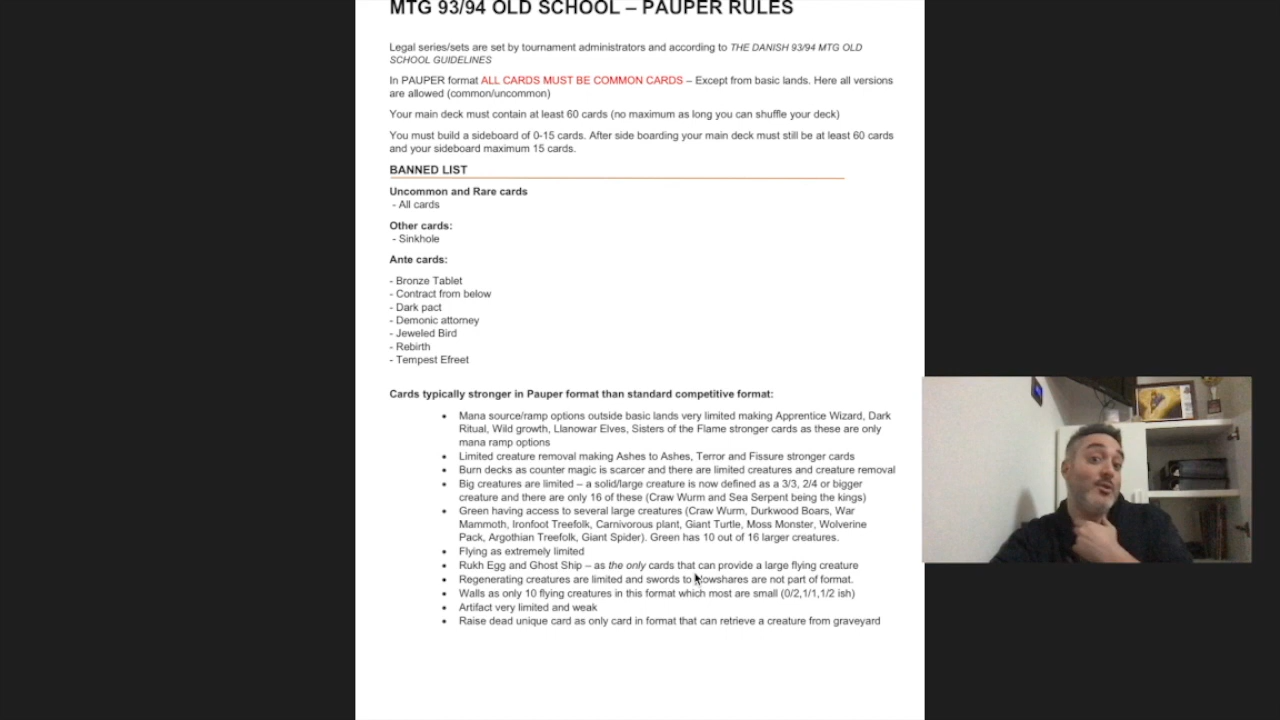 MTG 93/94 OLD SCHOOL – PAUPER RULES
Legal series/sets are set by tournament administrators and according to THE DANISH 93/94 MTG OLD
SCHOOL GUIDELINES
In PAUPER format ALL CARDS MUST BE COMMON CARDS – Except from basic lands. Here all versions
are allowed (common/uncommon)
Your main deck must contain at least 60 cards (no maximum as long you can shuffle your deck)
You must build a sideboard of 0-15 cards. After side boarding your main deck must still be at least 60 cards
and your sideboard maximum 15 cards.
BANNED LIST
Uncommon and Rare cards
- All cards
Other cards:
- Sinkhole
Ante cards:
- Bronze Tablet
- Contract from below
- Dark pact
- Demonic attorney
- Jeweled Bird
- Rebirth
- Tempest Efreet
Cards typically stronger in Pauper format than standard competitive format:
• Mana source/ramp options outside basic lands very limited making Apprentice Wizard, Dark
Ritual, Wild growth, Llanowar Elves, Sisters of the Flame stronger cards as these are only
mana ramp options
• Limited creature removal making Ashes to Ashes, Terror and Fissure stronger cards
• Burn decks as counter magic is scarcer and there are limited creatures and creature removal
• Big creatures are limited – a solid/large creature is now defined as a 3/3, 2/4 or bigger
creature and there are only 16 of these (Craw Wurm and Sea Serpent being the kings)
• Green having access to several large creatures (Craw Wurm, Durkwood Boars, War
Mammoth, Ironfoot Treefolk, Carnivorous plant, Giant Turtle, Moss Monster, Wolverine
Pack, Argothian Treefolk, Giant Spider). Green has 10 out of 16 larger creatures.
• Flying as extremely limited
• Rukh Egg and Ghost Ship – as the only cards that can provide a large flying creature
• Regenerating creatures are limited and swords to plowshares are not part of format.
• Walls as only 10 flying creatures in this format which most are small (0/2,1/1,1/2 ish)
• Artifact very limited and weak
• Raise dead unique card as only card in format that can retrieve a creature from graveyard